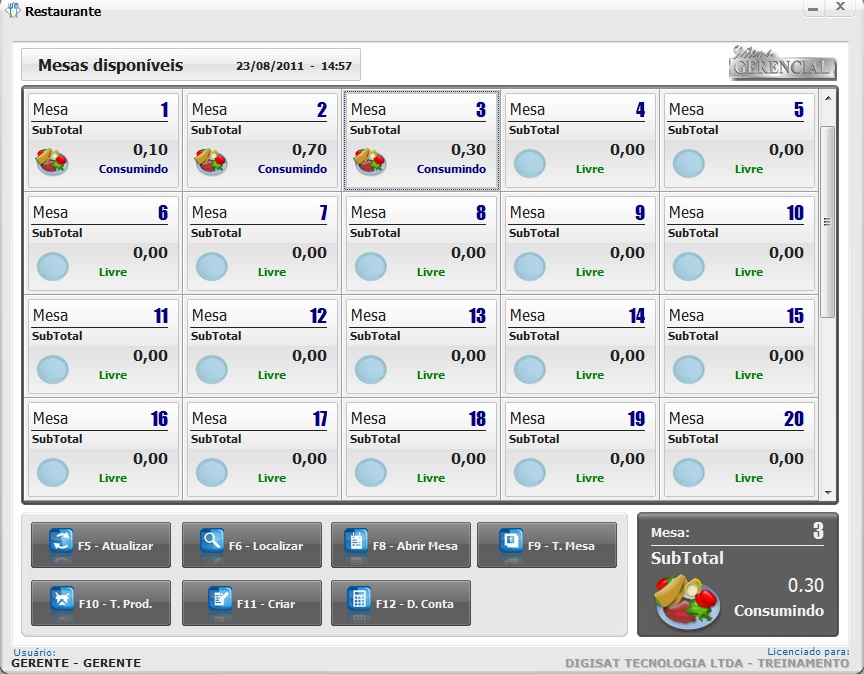 Restaurante
Mesas disponíveis 23/08/2011 - 14:57
Sistema GERENCIAL
Mesa 1 Mesa 2 Mesa 3 Mesa 4 Mesa 5
SubTotal SubTotal SubTotal SubTotal SubTotal
0,10 0,70 0,30 0,00 0,00
Consumindo Consumindo Consumindo Livre Livre
Mesa 6 Mesa 7 Mesa 8 Mesa 9 Mesa 10
SubTotal SubTotal SubTotal SubTotal SubTotal
0,00 0,00 0,00 0,00 0,00
Livre Livre Livre Livre Livre
Mesa 11 Mesa 12 Mesa 13 Mesa 14 Mesa 15
SubTotal SubTotal SubTotal SubTotal SubTotal
0,00 0,00 0,00 0,00 0,00
Livre Livre Livre Livre Livre
Mesa 16 Mesa 17 Mesa 18 Mesa 19 Mesa 20
SubTotal SubTotal SubTotal SubTotal SubTotal
0,00 0,00 0,00 0,00 0,00
Livre Livre Livre Livre Livre
F5 - Atualizar F6 - Localizar F8 - Abrir Mesa F9 - T. Mesa
F10 - T. Prod. F11 - Criar F12 - D. Conta
Mesa: 3
SubTotal
0.30
Consumindo
Usuário:
GERENTE - GERENTE
Licenciado para:
DIGISAT TECNOLOGIA LTDA - TREINAMENTO